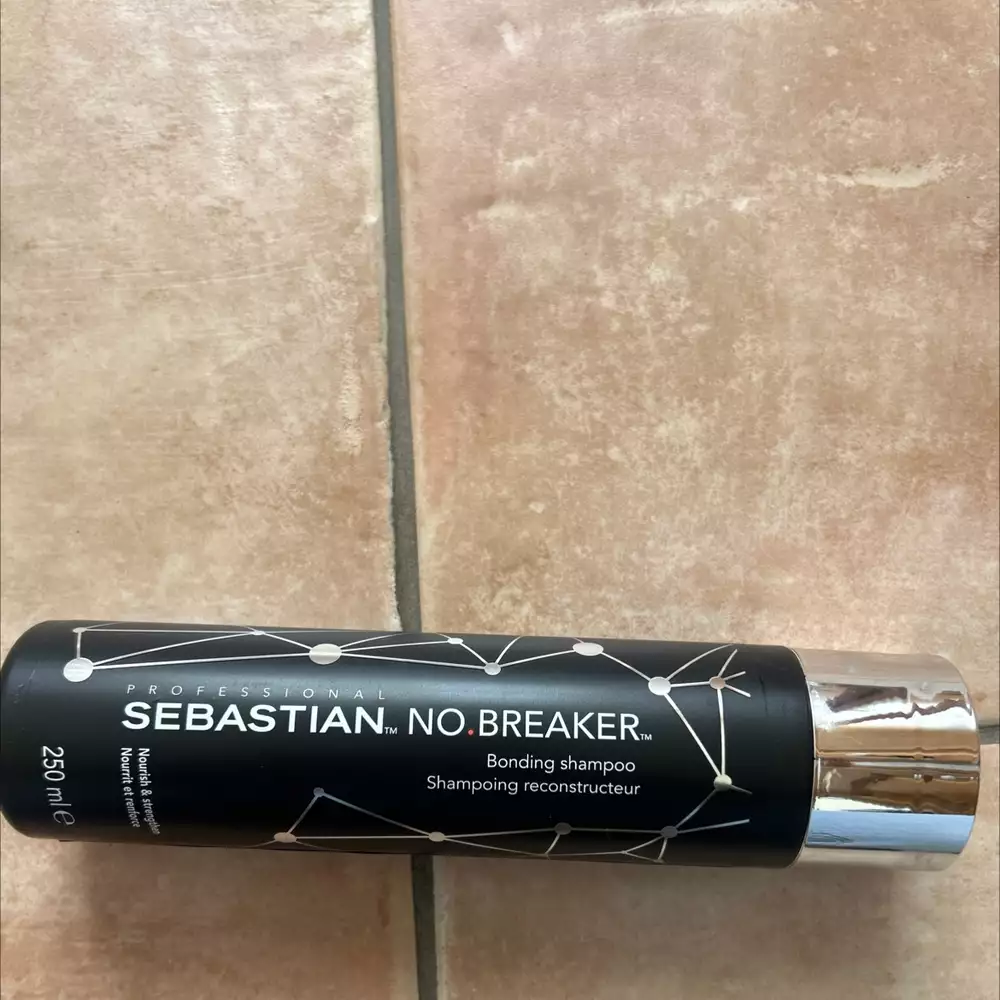 PROFESSIONAL
SEBASTIAN™ NO.BREAKER™
Bonding shampoo
Shampoing reconstructeur
Nourish & strengthen
Nourrit et renforce
250 ml ℮